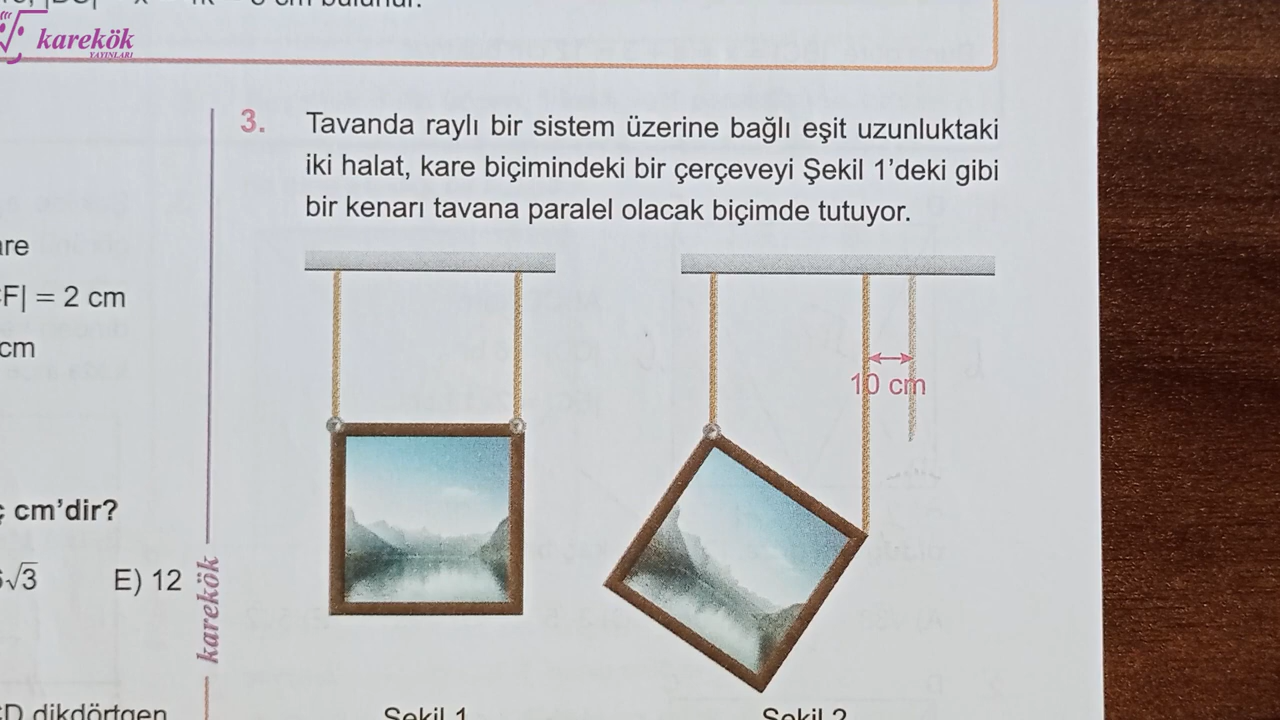 cm bulunur.
karekök
YAYINLARI
3. Tavanda raylı bir sistem üzerine bağlı eşit uzunluktaki
iki halat, kare biçimindeki bir çerçeveyi Şekil 1'deki gibi
bir kenarı tavana paralel olacak biçimde tutuyor.
10 cm
Şekil 1
Şekil 2
F| = 2 cm
cm
cm'dir?
√3 E) 12
karekök
dikdörtgen